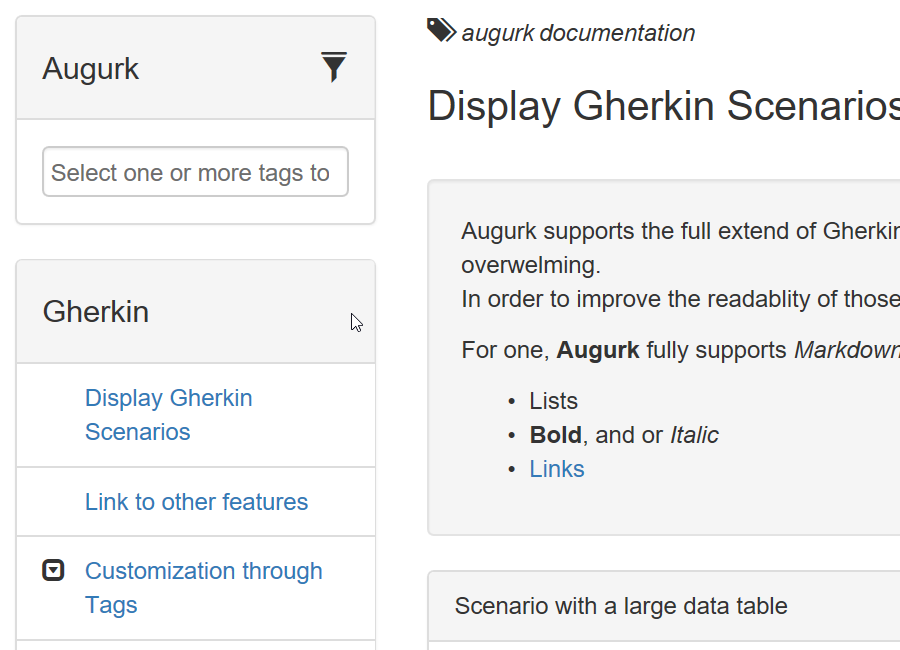 Augurk
Select one or more tags to
Gherkin
Display Gherkin
Scenarios
Link to other features
Customization through
Tags
augurk documentation
Display Gherkin Scenarios
Augurk supports the full extend of Gherkin
overwelming.
In order to improve the readablity of those
For one, Augurk fully supports Markdown
• Lists
• Bold, and or Italic
• Links
Scenario with a large data table